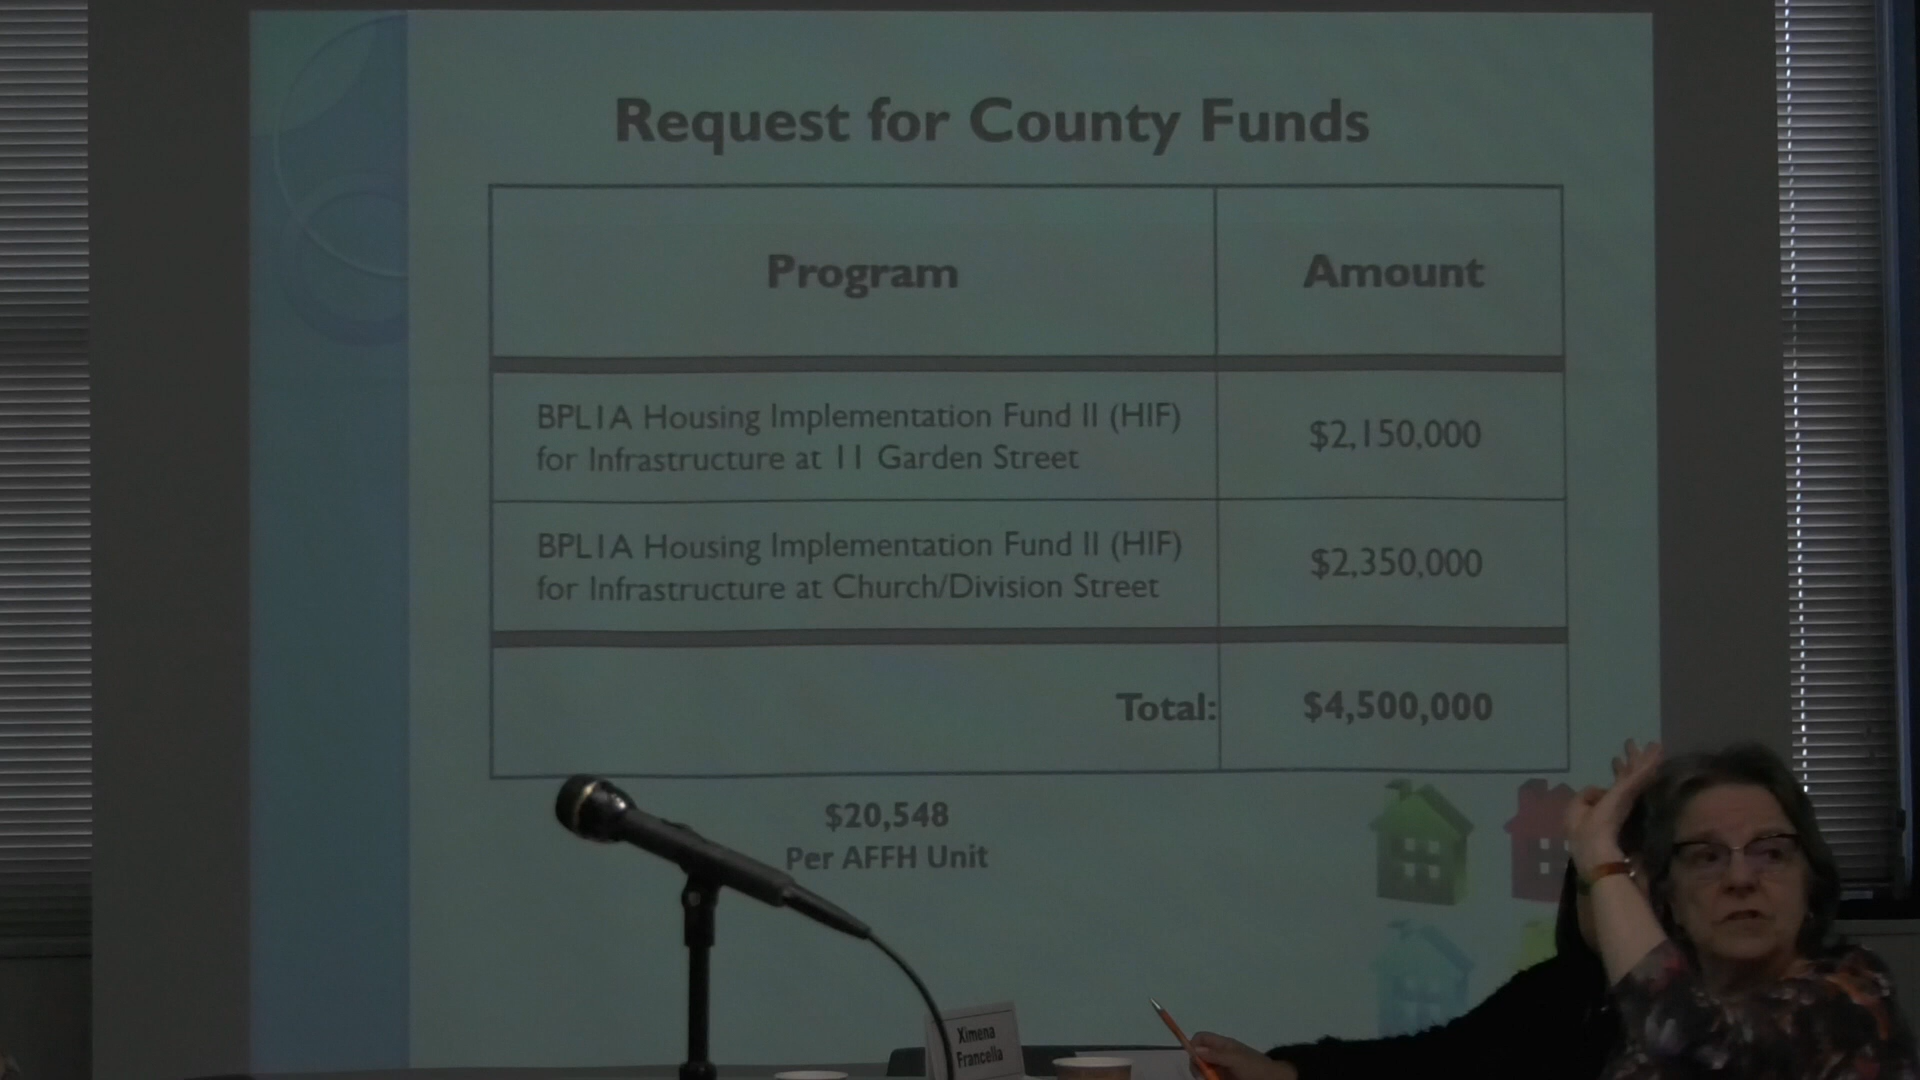 Request for County Funds
Program
Amount
BPL1A Housing Implementation Fund II (HIF)
for Infrastructure at 11 Garden Street
$2,150,000
BPL1A Housing Implementation Fund II (HIF)
for Infrastructure at Church/Division Street
$2,350,000
Total:
$4,500,000
$20,548
Per AFFH Unit
Ximena
Francella